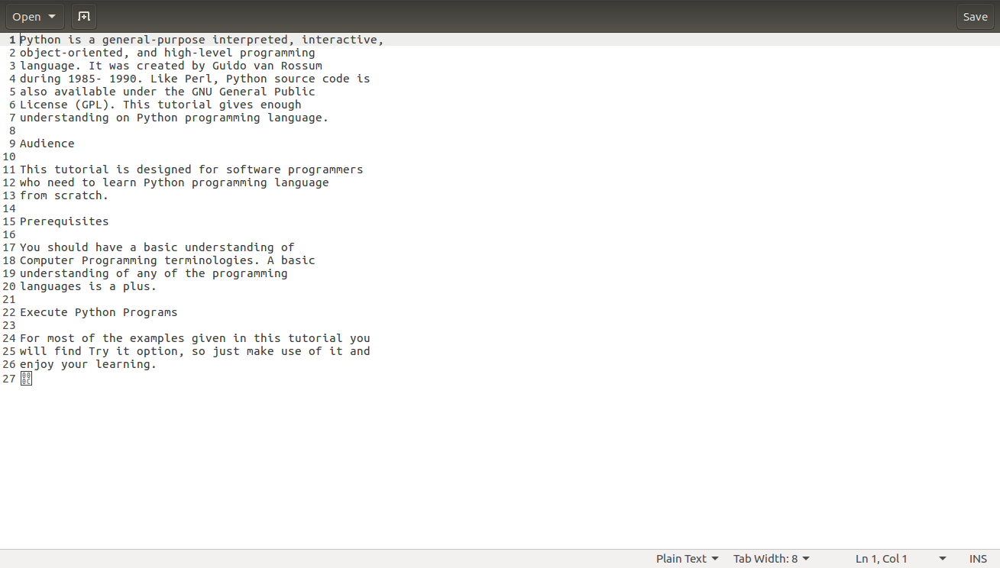 Open
Save
1 Python is a general-purpose interpreted, interactive,
2 object-oriented, and high-level programming
3 language. It was created by Guido van Rossum
4 during 1985- 1990. Like Perl, Python source code is
5 also available under the GNU General Public
6 License (GPL). This tutorial gives enough
7 understanding on Python programming language.
8
9 Audience
10
11 This tutorial is designed for software programmers
12 who need to learn Python programming language
13 from scratch.
14
15 Prerequisites
16
17 You should have a basic understanding of
18 Computer Programming terminologies. A basic
19 understanding of any of the programming
20 languages is a plus.
21
22 Execute Python Programs
23
24 For most of the examples given in this tutorial you
25 will find Try it option, so just make use of it and
26 enjoy your learning.
27 000C
Plain Text Tab Width: 8 Ln 1, Col 1 INS